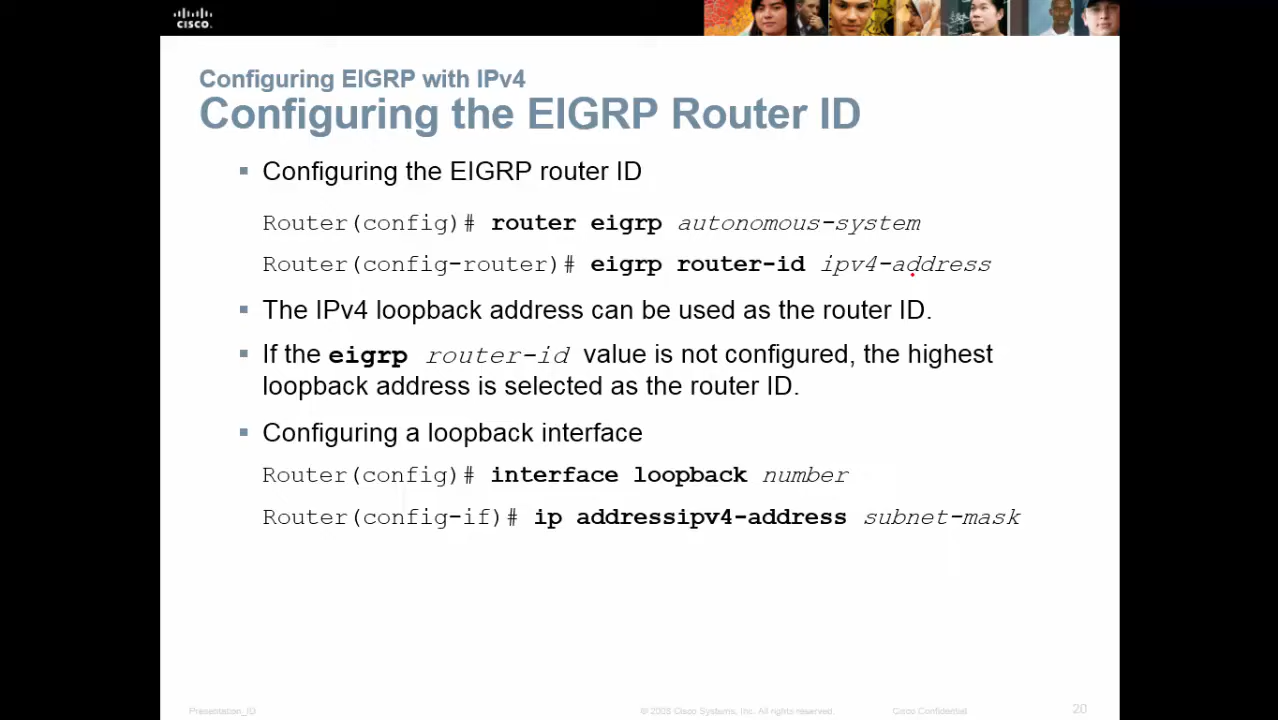 CISCO.
Configuring EIGRP with IPv4
Configuring the EIGRP Router ID
▪ Configuring the EIGRP router ID
Router(config)# router eigrp autonomous-system
Router(config-router)# eigrp router-id ipv4-address
▪ The IPv4 loopback address can be used as the router ID.
▪ If the eigrp router-id value is not configured, the highest
loopback address is selected as the router ID.
▪ Configuring a loopback interface
Router(config)# interface loopback number
Router(config-if)# ip addressipv4-address subnet-mask
Presentation_ID © 2008 Cisco Systems, Inc. All rights reserved. Cisco Confidential 20